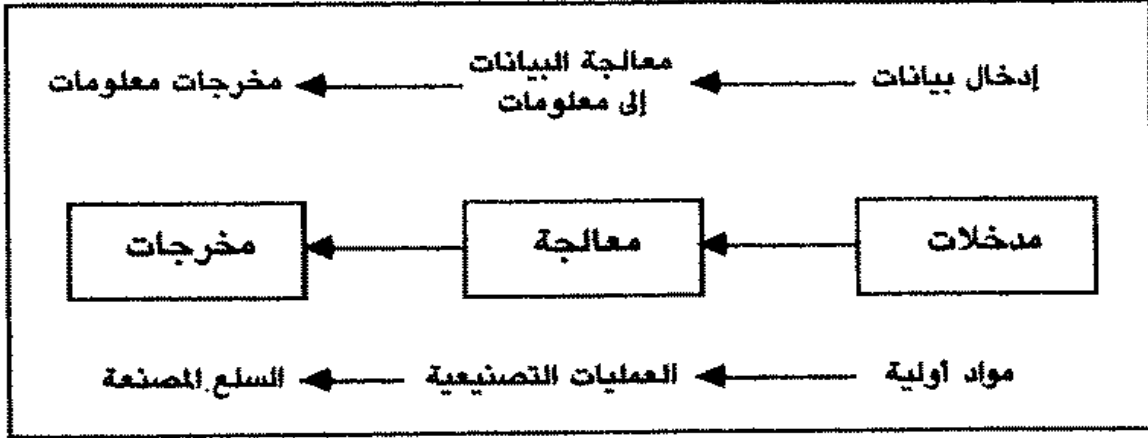 إدخال بيانات
معالجة البيانات
إلى معلومات
مخرجات معلومات
مدخلات
معالجة
مخرجات
مواد أولية
العمليات التصنيعية
السلع المصنعة